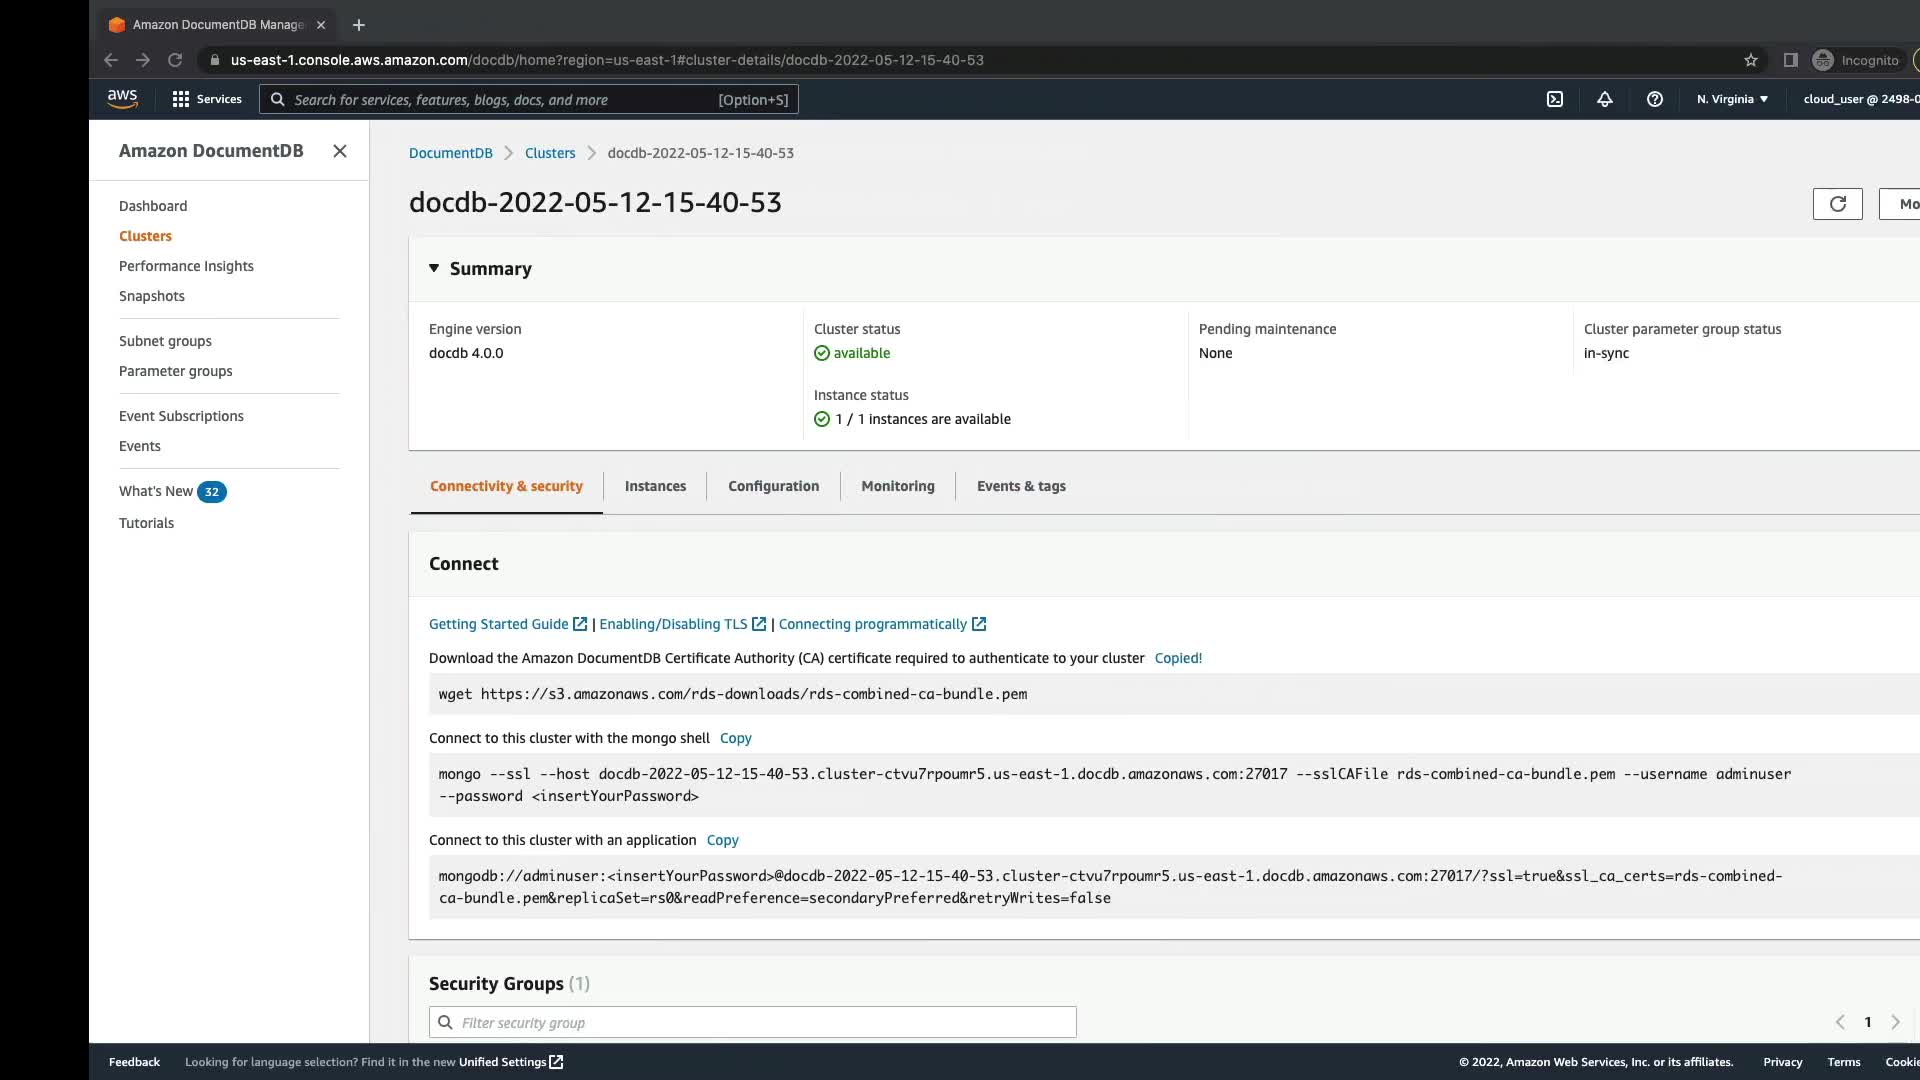 Amazon DocumentDB Manage
us-east-1.console.aws.amazon.com/docdb/home?region=us-east-1#cluster-details/docdb-2022-05-12-15-40-53
Incognito
aws
Services
Search for services, features, blogs, docs, and more
[Option+S]
N. Virginia
cloud_user @ 2498-0
Amazon DocumentDB
Dashboard
Clusters
Performance Insights
Snapshots
Subnet groups
Parameter groups
Event Subscriptions
Events
What's New 32
Tutorials
DocumentDB
Clusters
docdb-2022-05-12-15-40-53
docdb-2022-05-12-15-40-53
Mo
Summary
Engine version
docdb 4.0.0
Cluster status
available
Instance status
1 / 1 instances are available
Pending maintenance
None
Cluster parameter group status
in-sync
Connectivity & security
Instances
Configuration
Monitoring
Events & tags
Connect
Getting Started Guide | Enabling/Disabling TLS | Connecting programmatically
Download the Amazon DocumentDB Certificate Authority (CA) certificate required to authenticate to your cluster Copied!
wget https://s3.amazonaws.com/rds-downloads/rds-combined-ca-bundle.pem
Connect to this cluster with the mongo shell Copy
mongo --ssl --host docdb-2022-05-12-15-40-53.cluster-ctvu7rpoumr5.us-east-1.docdb.amazonaws.com:27017 --sslCAFile rds-combined-ca-bundle.pem --username adminuser
--password <insertYourPassword>
Connect to this cluster with an application Copy
mongodb://adminuser:<insertYourPassword>@docdb-2022-05-12-15-40-53.cluster-ctvu7rpoumr5.us-east-1.docdb.amazonaws.com:27017/?ssl=true&ssl_ca_certs=rds-combined-
ca-bundle.pem&replicaSet=rs0&readPreference=secondaryPreferred&retryWrites=false
Security Groups (1)
Filter security group
1
Feedback
Looking for language selection? Find it in the new Unified Settings
© 2022, Amazon Web Services, Inc. or its affiliates.
Privacy
Terms
Cookie